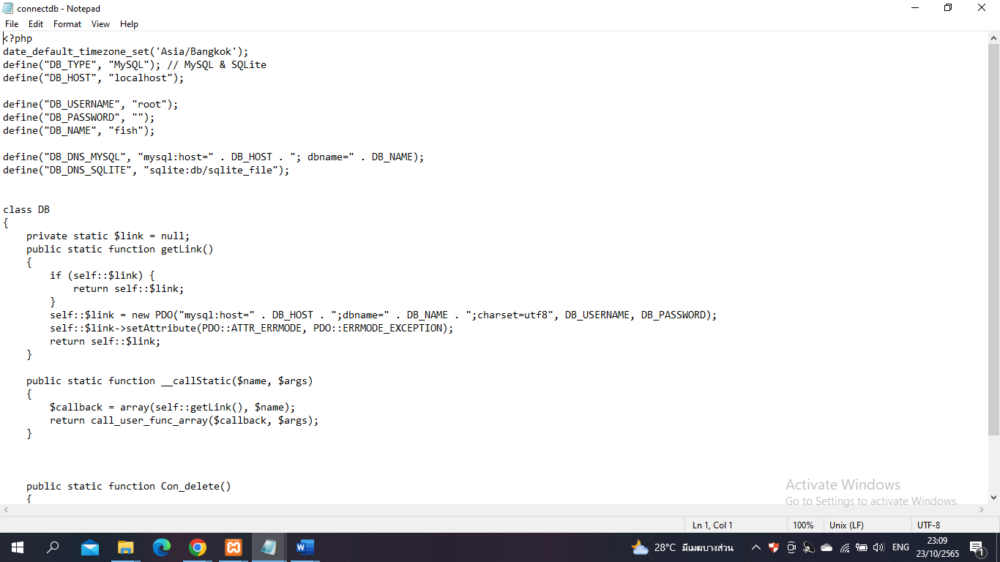 connectdb - Notepad
File Edit Format View Help
<?php
date_default_timezone_set('Asia/Bangkok');
define("DB_TYPE", "MySQL"); // MySQL & SQLite
define("DB_HOST", "localhost");
define("DB_USERNAME", "root");
define("DB_PASSWORD", "");
define("DB_NAME", "fish");
define("DB_DNS_MYSQL", "mysql:host=" . DB_HOST . "; dbname=" . DB_NAME);
define("DB_DNS_SQLITE", "sqlite:db/sqlite_file");
class DB
{
private static $link = null;
public static function getLink()
{
if (self::$link) {
return self::$link;
}
self::$link = new PDO("mysql:host=" . DB_HOST . ";dbname=" . DB_NAME . ";charset=utf8", DB_USERNAME, DB_PASSWORD);
self::$link->setAttribute(PDO::ATTR_ERRMODE, PDO::ERRMODE_EXCEPTION);
return self::$link;
}
public static function __callStatic($name, $args)
{
$callback = array(self::getLink(), $name);
return call_user_func_array($callback, $args);
}
public static function Con_delete()
{
Activate Windows
Go to Settings to activate Windows.
Ln 1, Col 1 100% Unix (LF) UTF-8
28°C มีเมฆบางส่วน ENG 23:09
23/10/2565 1